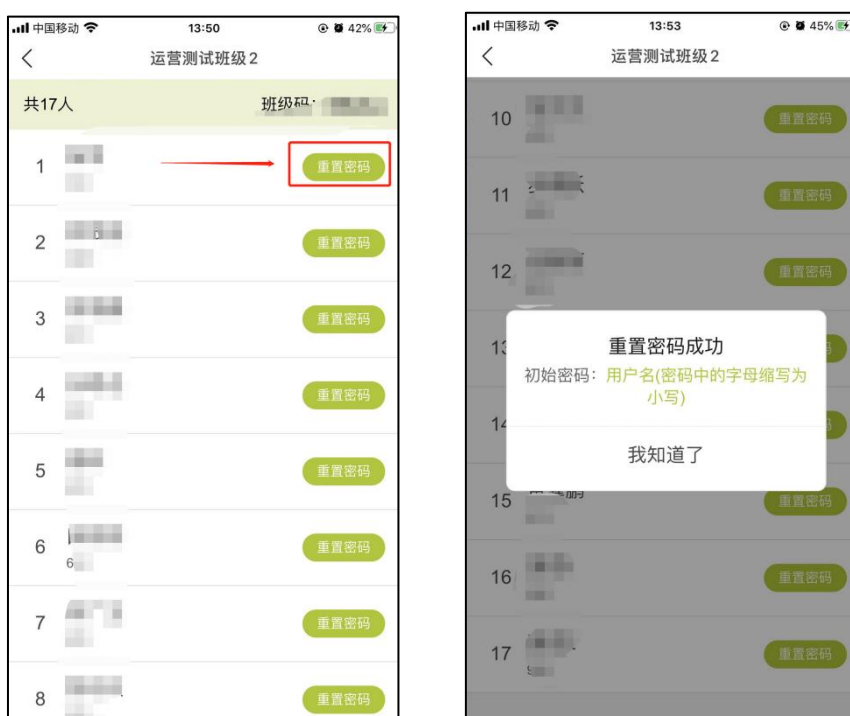 中国移动
13:50
42%
运营测试班级2
共17人
班级码:
1
重置密码
2
重置密码
3
重置密码
4
重置密码
5
重置密码
6
6
重置密码
7
重置密码
8
重置密码
中国移动
13:53
45%
运营测试班级2
10
重置密码
11
重置密码
12
重置密码
13
重置密码成功
初始密码:用户名(密码中的字母缩写为
小写)
14
我知道了
15
鹏
重置密码
16
重置密码
17
重置密码